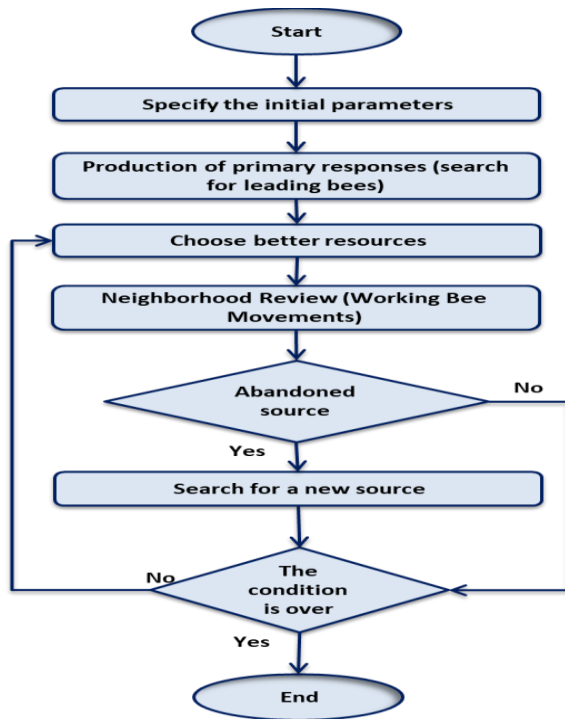 Start
Specify the initial parameters
Production of primary responses (search
for leading bees)
Choose better resources
Neighborhood Review (Working Bee
Movements)
Abandoned
source
No
Yes
Search for a new source
The
condition
is over
No
Yes
End